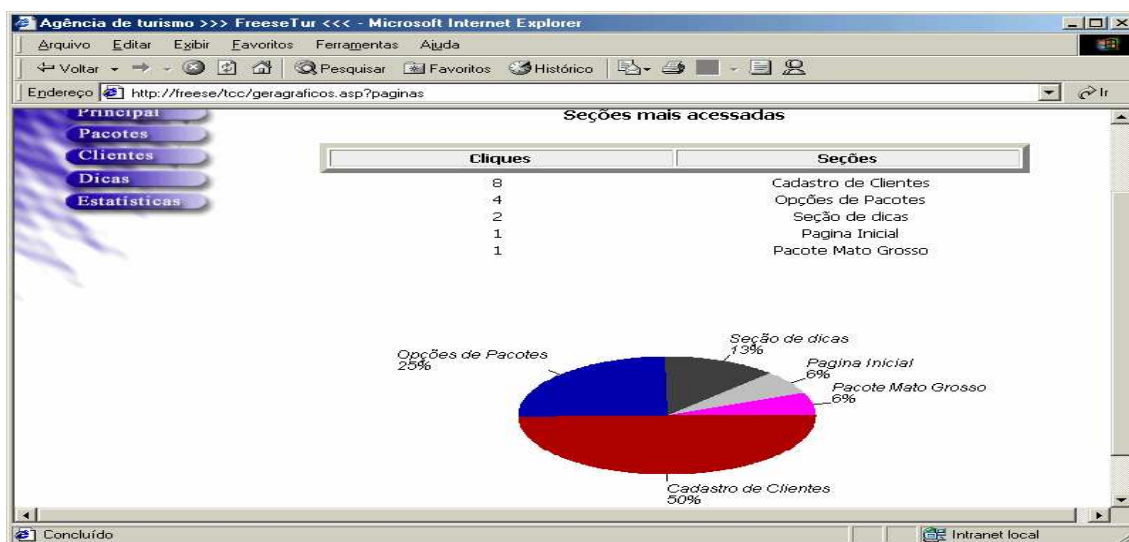 Agência de turismo >>> FreeseTur <<< - Microsoft Internet Explorer
Arquivo Editar Exibir Favoritos Ferramentas Ajuda
Voltar Pesquisar Favoritos Histórico
Endereço http://freese/tcc/geragraficos.asp?paginas Ir
Principal
Pacotes
Clientes
Dicas
Estatísticas
Seções mais acessadas
Cliques Seções
8 Cadastro de Clientes
4 Opções de Pacotes
2 Seção de dicas
1 Pagina Inicial
1 Pacote Mato Grosso
Seção de dicas
13%
Opções de Pacotes
25%
Pagina Inicial
6%
Pacote Mato Grosso
6%
Cadastro de Clientes
50%
Concluído Intranet local